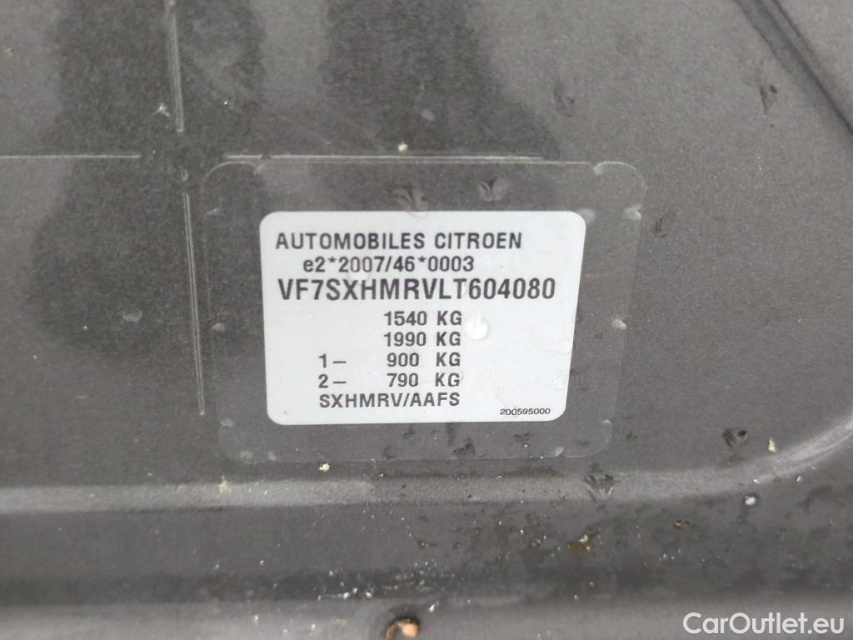 AUTOMOBILES CITROEN
e2*2007/46*0003
VF7SXHMRVLT604080
1540 KG
1990 KG
1– 900 KG
2– 790 KG
SXHMRV/AAFS
200595000
CarOutlet.eu